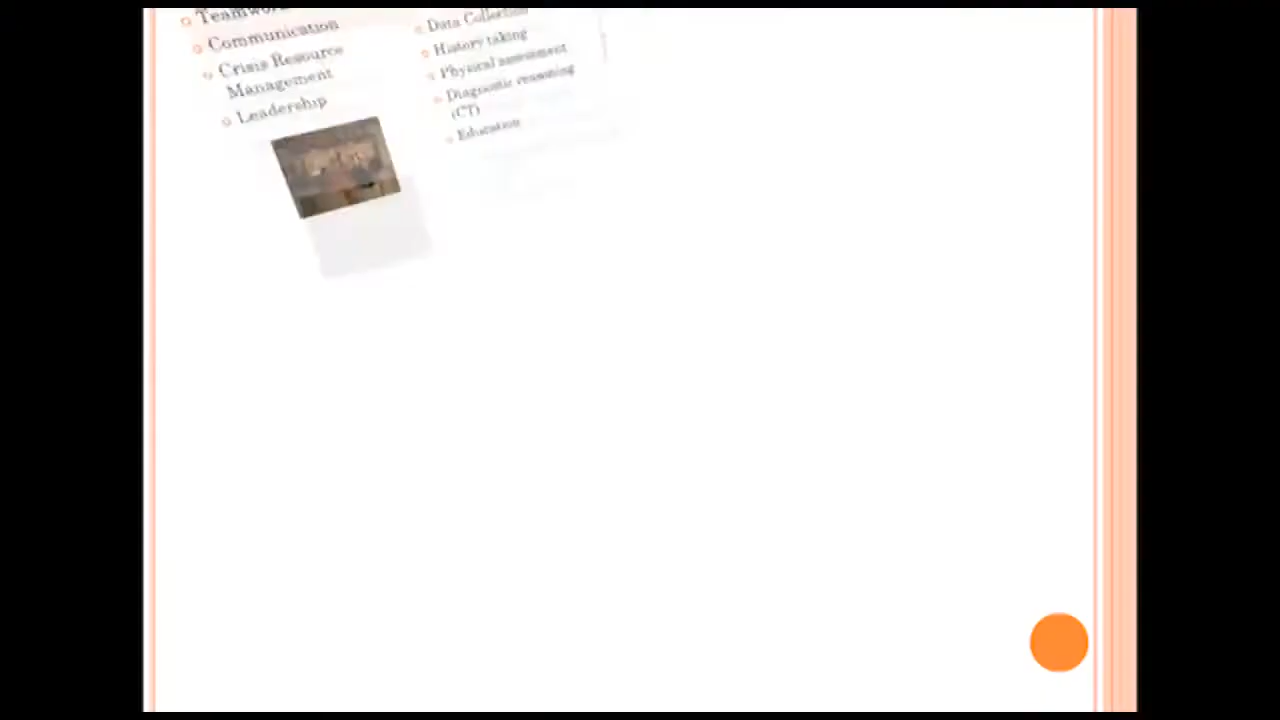 Teamwork
Communication
Crisis Resource
Management
Leadership
Data Collection
History taking
Physical assessment
Diagnostic reasoning
(CT)
Education